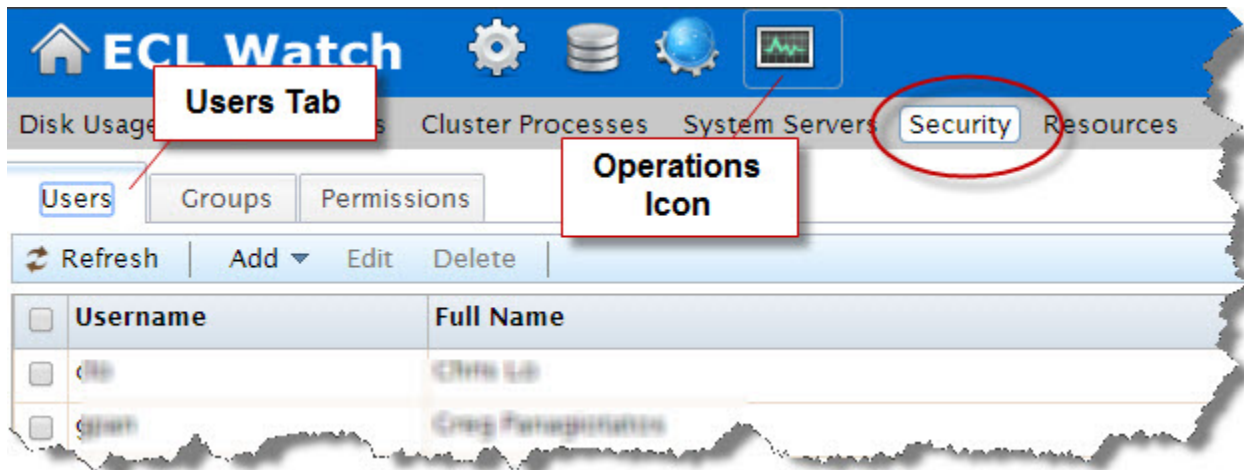 ECL Watch
Users Tab
Disk Usage
Cluster Processes
System Servers
Security
Resources
Operations
Icon
Users
Groups
Permissions
Refresh
Add
Edit
Delete
Username
Full Name